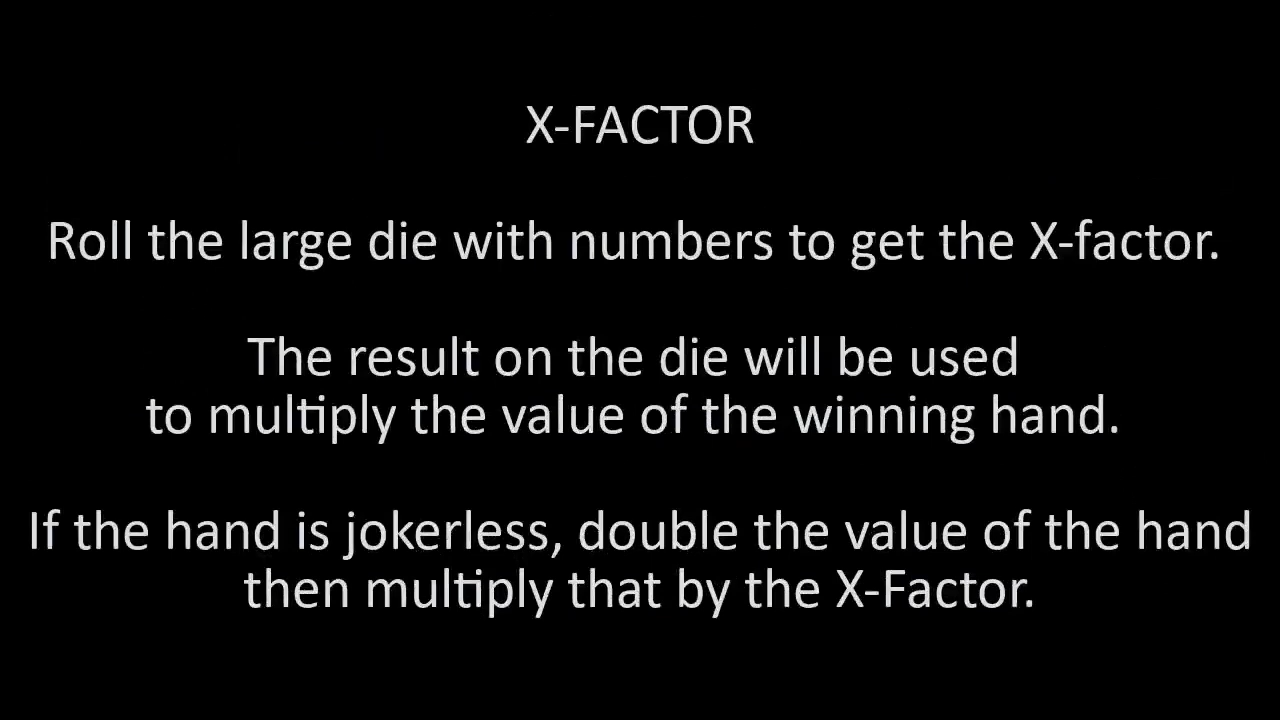 X-FACTOR
Roll the large die with numbers to get the X-factor.
The result on the die will be used
to multiply the value of the winning hand.
If the hand is jokerless, double the value of the hand
then multiply that by the X-Factor.